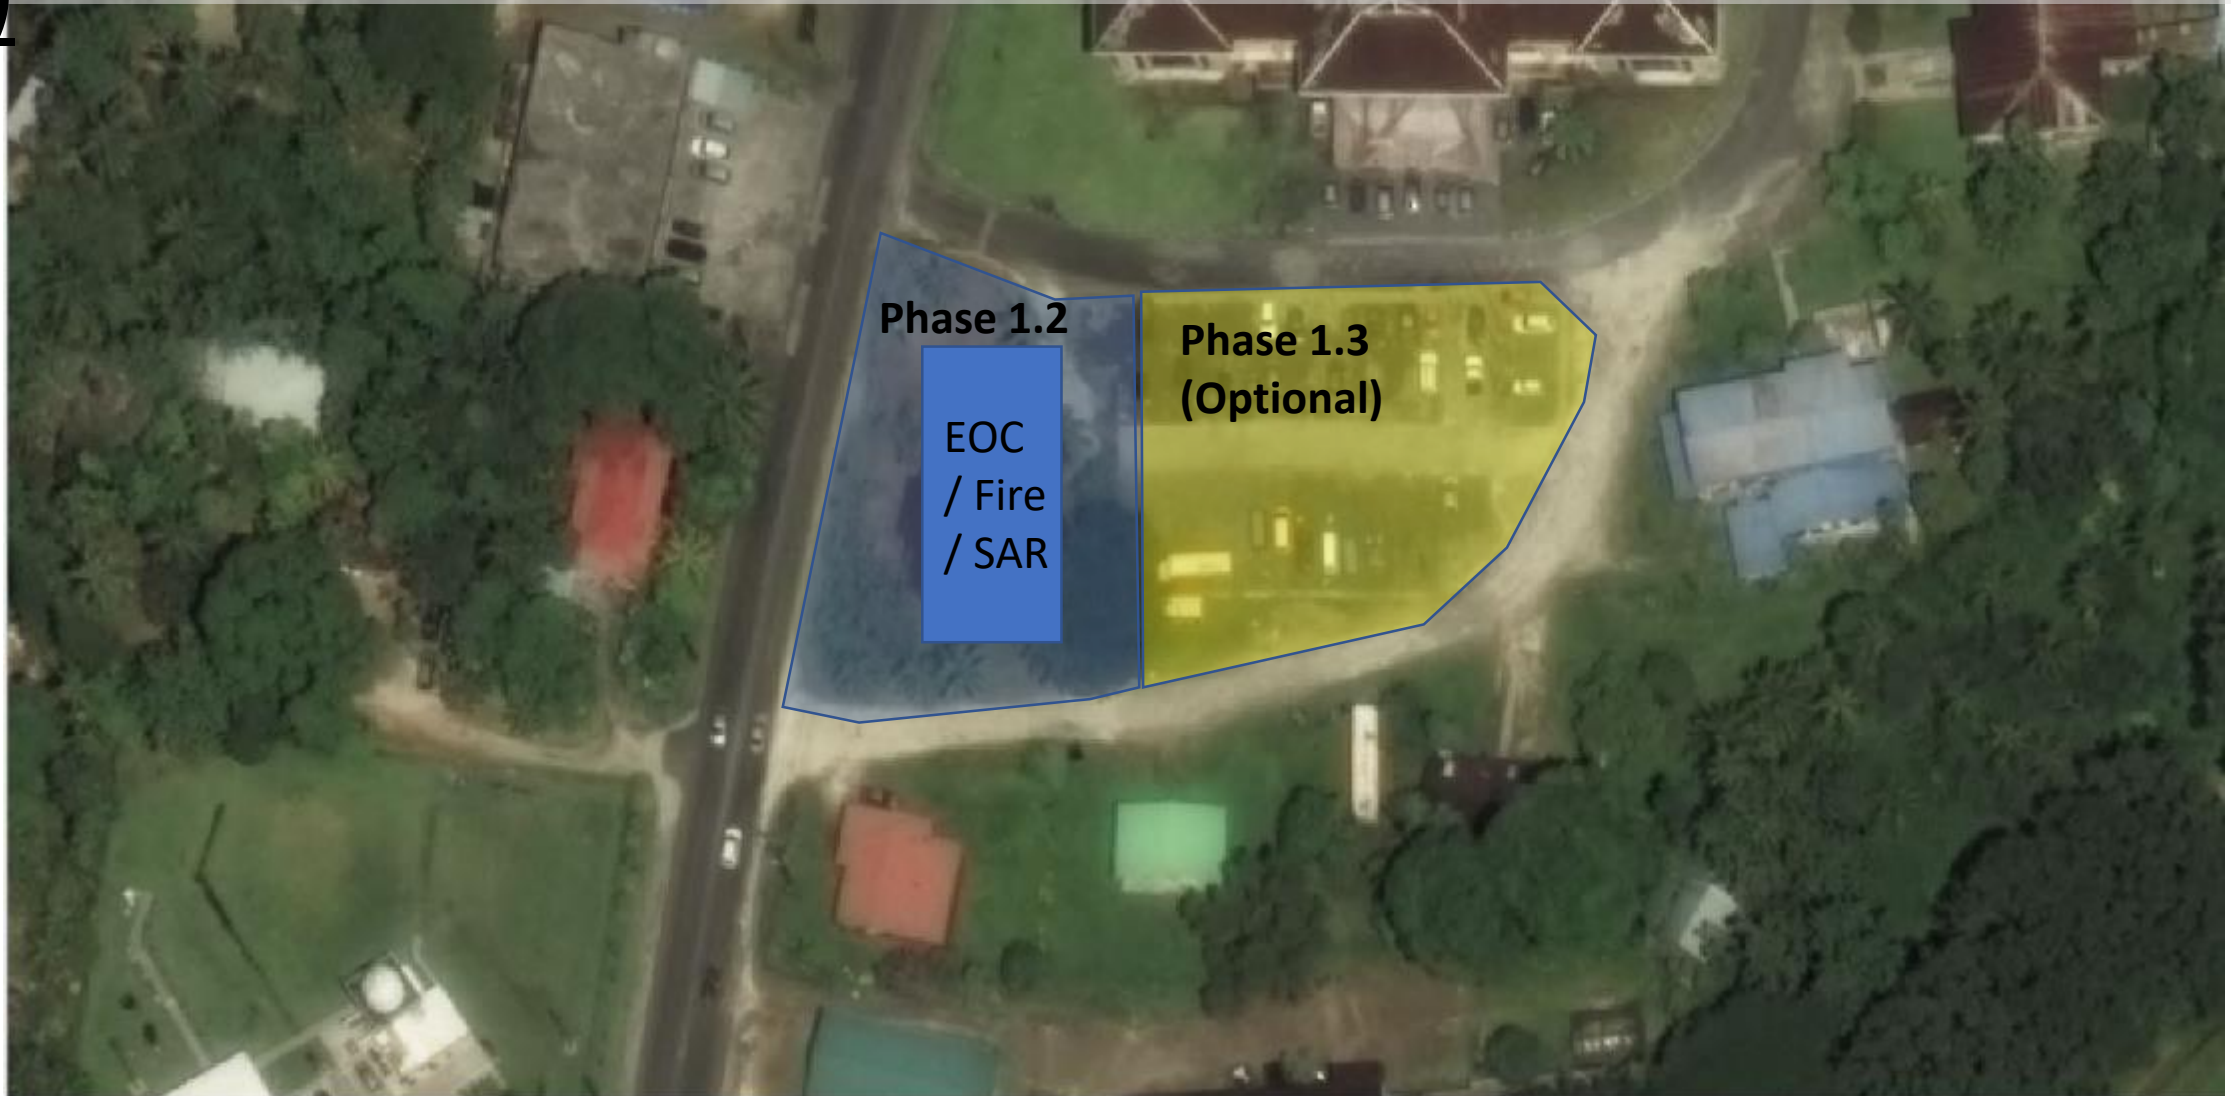 Phase 1.2
EOC
/ Fire
/ SAR
Phase 1.3
(Optional)